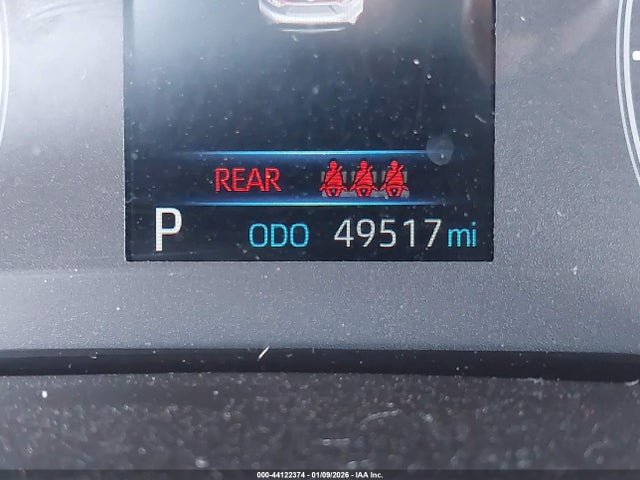 REAR
P ODO 49517 mi
000-44122374 - 01/09/2026 - IAA Inc.